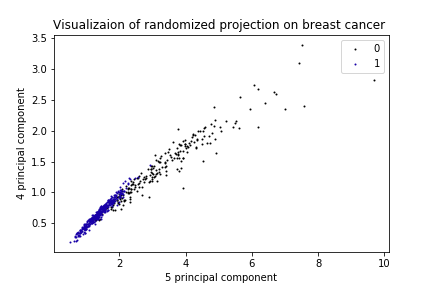 Visualizaion of randomized projection on breast cancer
3.5
3.0
2.5
2.0
1.5
1.0
0.5
4 principal component
0
1
2 4 6 8 10
5 principal component